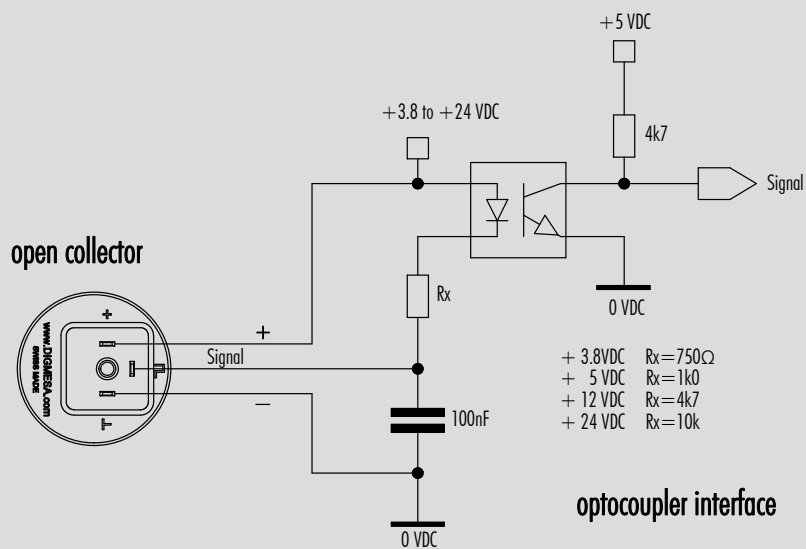 +5 VDC
+3.8 to +24 VDC
4k7
Signal
open collector
Rx
0 VDC
+
www.DIGMESA.com
SWISS MADE
+
Signal
−
100nF
+ 3.8VDC Rx=750Ω
+ 5 VDC Rx=1k0
+ 12 VDC Rx=4k7
+ 24 VDC Rx=10k
optocoupler interface
0 VDC